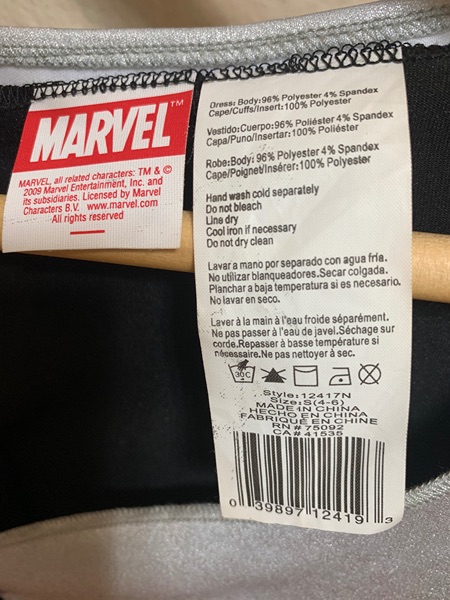 MARVEL™
MARVEL, all related characters: TM & ©
2009 Marvel Entertainment, Inc. and
its subsidiaries. Licensed by Marvel
Characters B.V. www.marvel.com
All rights reserved
Dress: Body: 96% Polyester 4% Spandex
Cape/Cuffs/Insert: 100% Polyester
Vestido: Cuerpo: 96% Poliéster 4% Spandex
Capa/Puno/Insertar: 100% Poliéster
Robe: Body: 96% Polyester 4% Spandex
Cape/Poignet/Insérer: 100% Polyester
Hand wash cold separately
Do not bleach
Line dry
Cool iron if necessary
Do not dry clean
Lavar a mano por separado con agua fría.
No utilizar blanqueadores. Secar colgada.
Planchar a baja temperatura si es necesario.
No lavar en seco.
Laver à la main à l'eau froide séparément.
Ne pas passer à l'eau de javel. Séchage sur
corde. Repasser à basse température si
nécessaire. Ne pas nettoyer à sec.
30C
Style: 12417N
Size: S(4-6)
MADE IN CHINA
HECHO EN CHINA
FABRIQUÉ EN CHINE
RN # 75092
CA # 41535
0 39897 12419 3